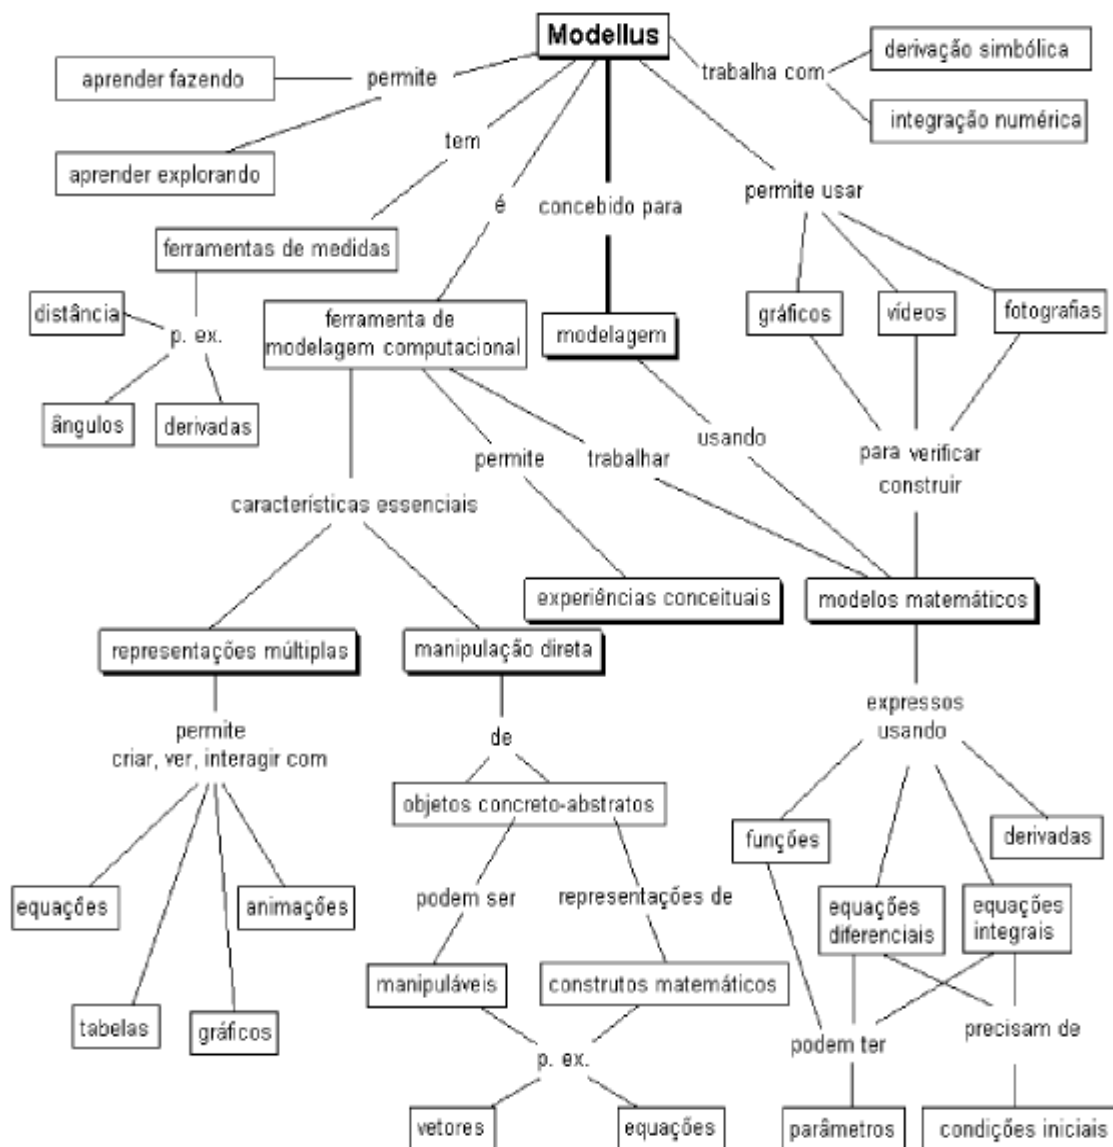 Modellus
derivação simbólica
trabalha com
permite
aprender fazendo
integração numérica
tem
aprender explorando
permite usar
é
concebido para
ferramentas de medidas
distância
gráficos
vídeos
fotografias
ferramenta de
modelagem computacional
modelagem
p. ex.
ângulos
derivadas
usando
para verificar
construir
permite
trabalhar
características essenciais
experiências conceituais
modelos matemáticos
representações múltiplas
manipulação direta
expressos
usando
permite
criar, ver, interagir com
de
objetos concreto-abstratos
funções
derivadas
equações
animações
podem ser
representações de
equações
diferenciais
equações
integrais
manipuláveis
construtos matemáticos
tabelas
gráficos
podem ter
precisam de
p. ex.
vetores
equações
parâmetros
condições iniciais